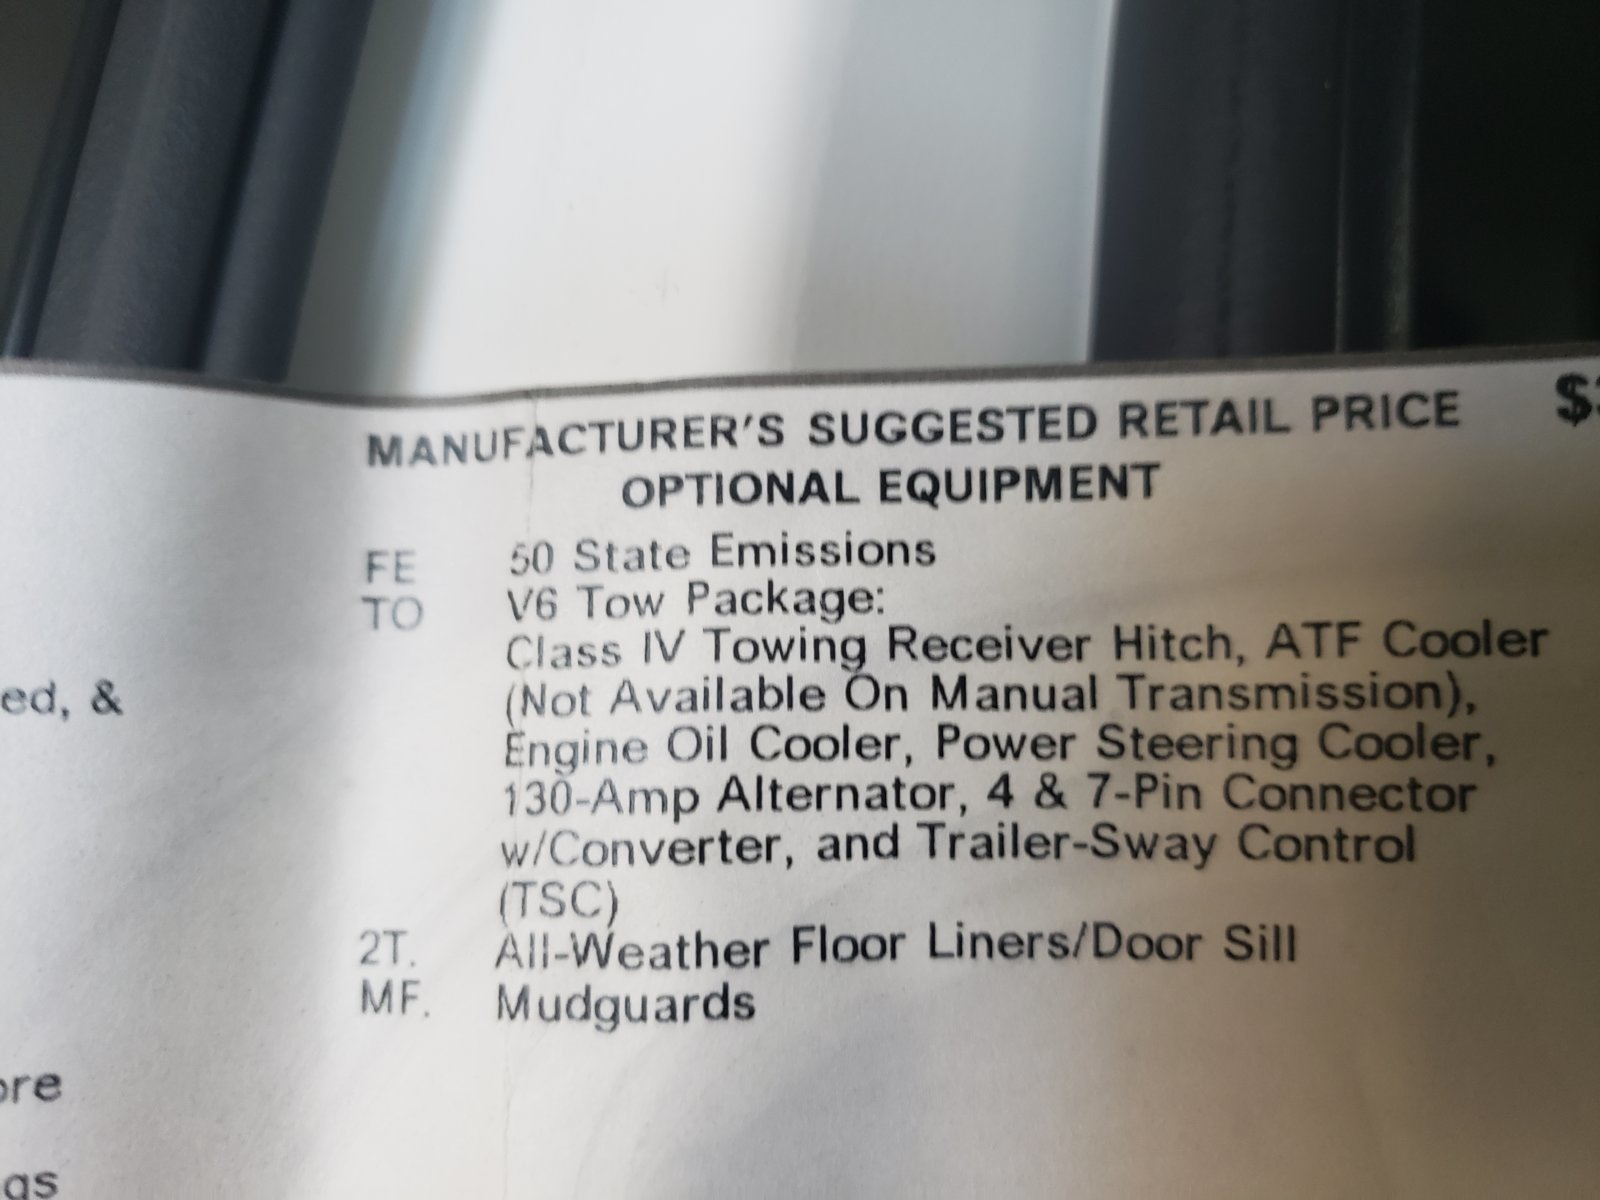 MANUFACTURER'S SUGGESTED RETAIL PRICE $
OPTIONAL EQUIPMENT
FE 50 State Emissions
TO V6 Tow Package:
Class IV Towing Receiver Hitch, ATF Cooler
ed, & (Not Available On Manual Transmission),
Engine Oil Cooler, Power Steering Cooler,
130-Amp Alternator, 4 & 7-Pin Connector
w/Converter, and Trailer-Sway Control
(TSC)
2T. All-Weather Floor Liners/Door Sill
MF. Mudguards
ore
gs